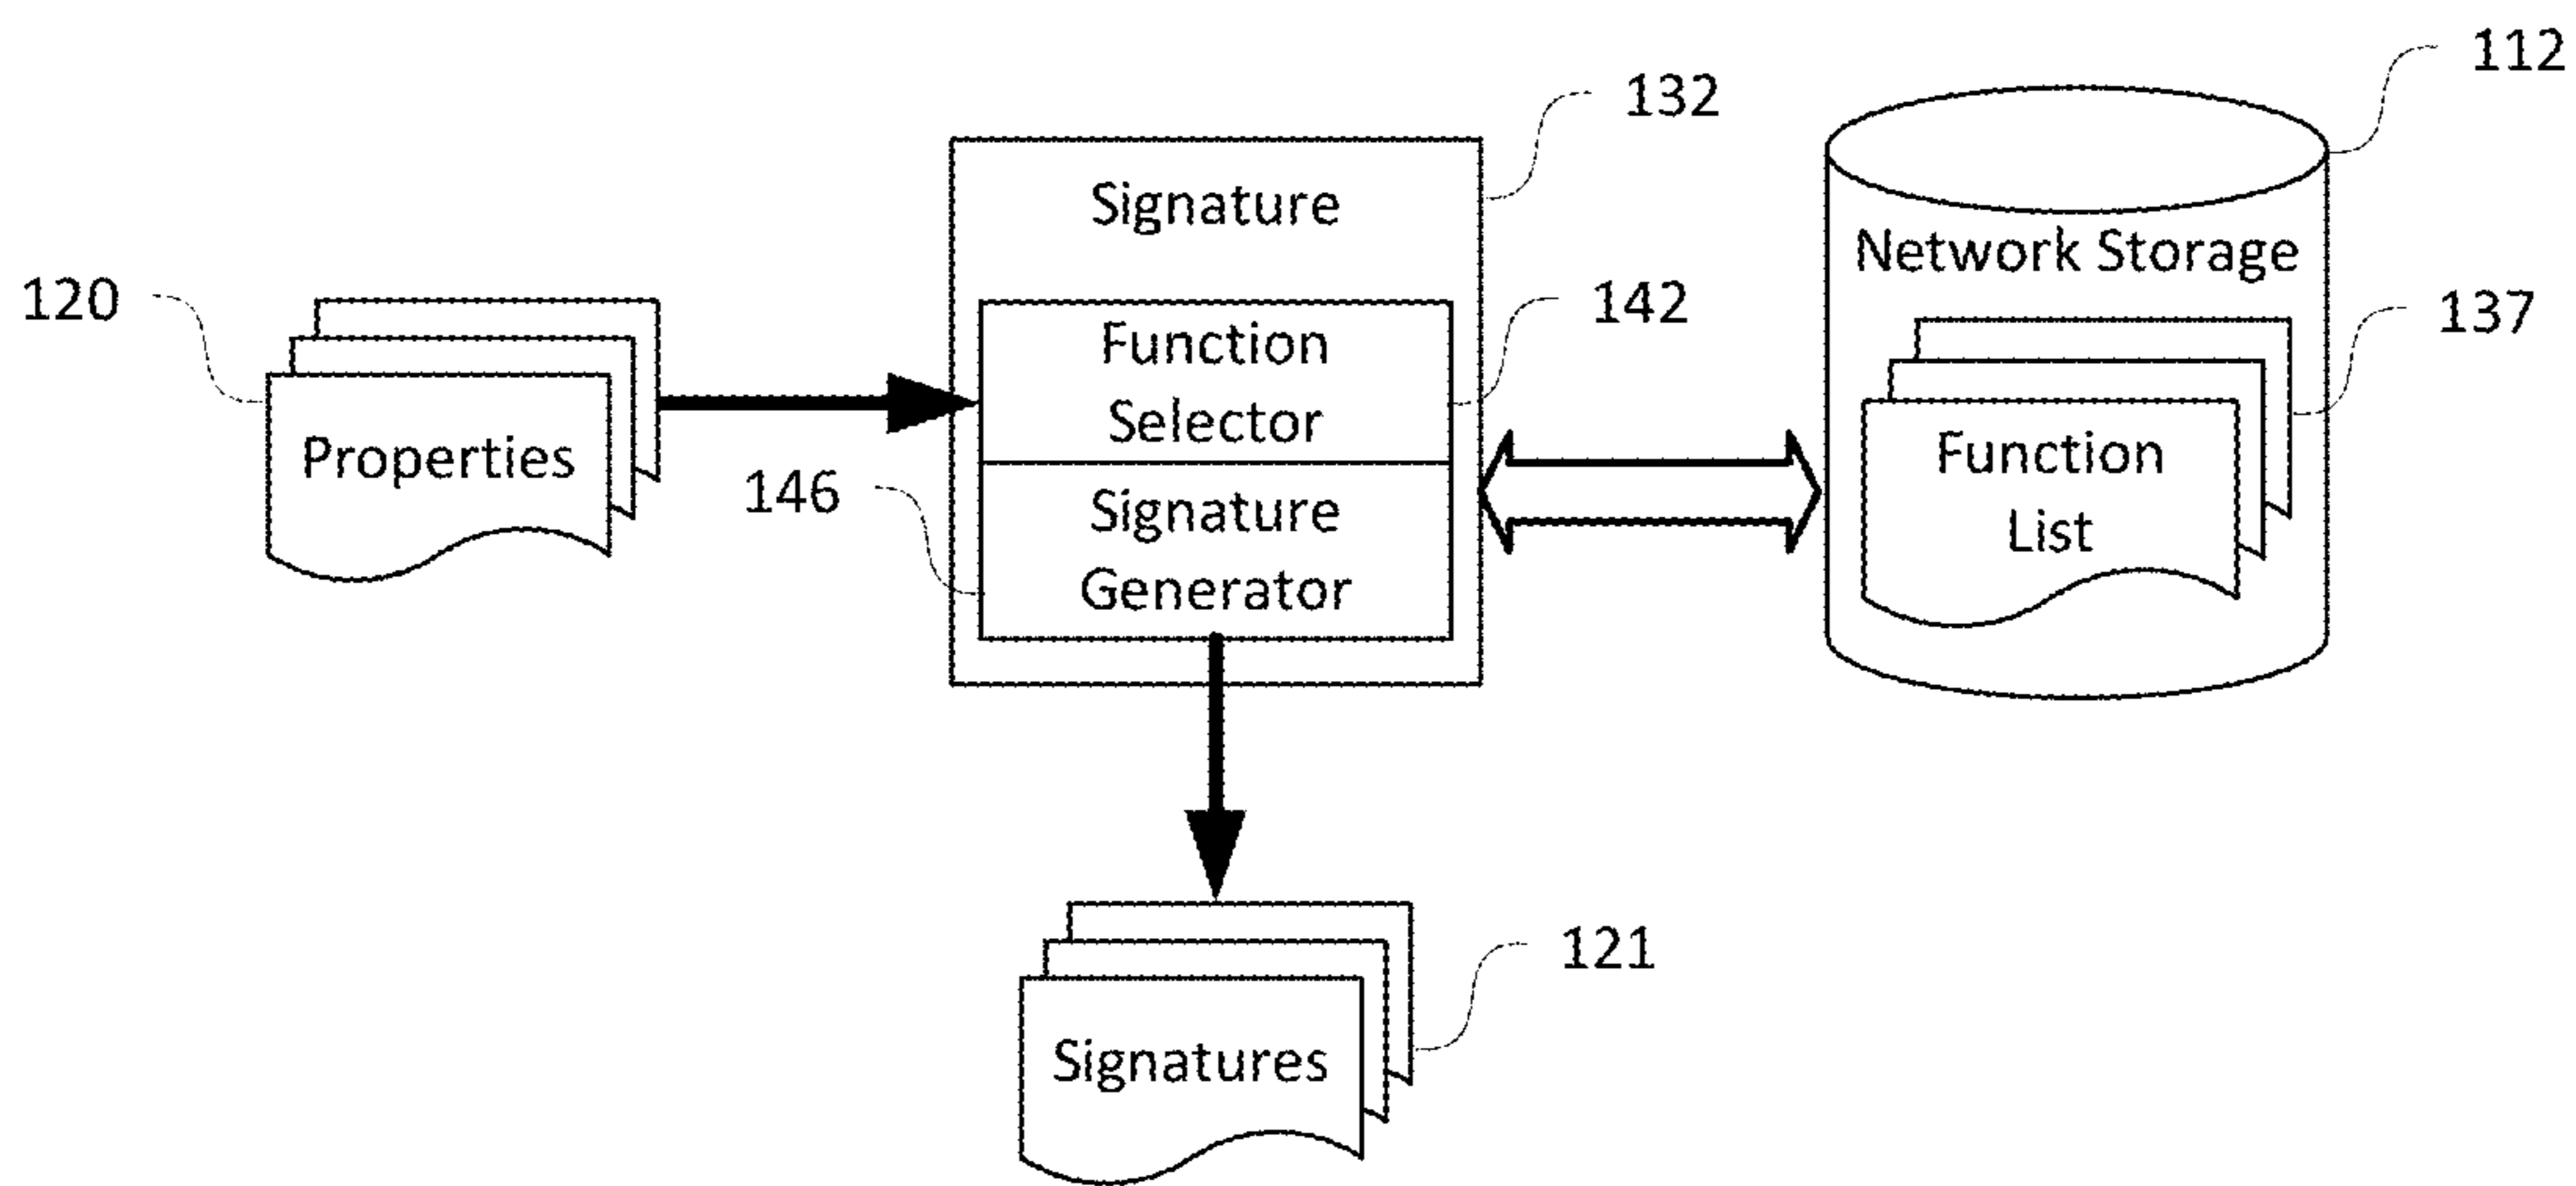 112
132
Signature
Network Storage
120
142
137
Function
Selector
Properties
146
Signature
Generator
Function
List
121
Signatures